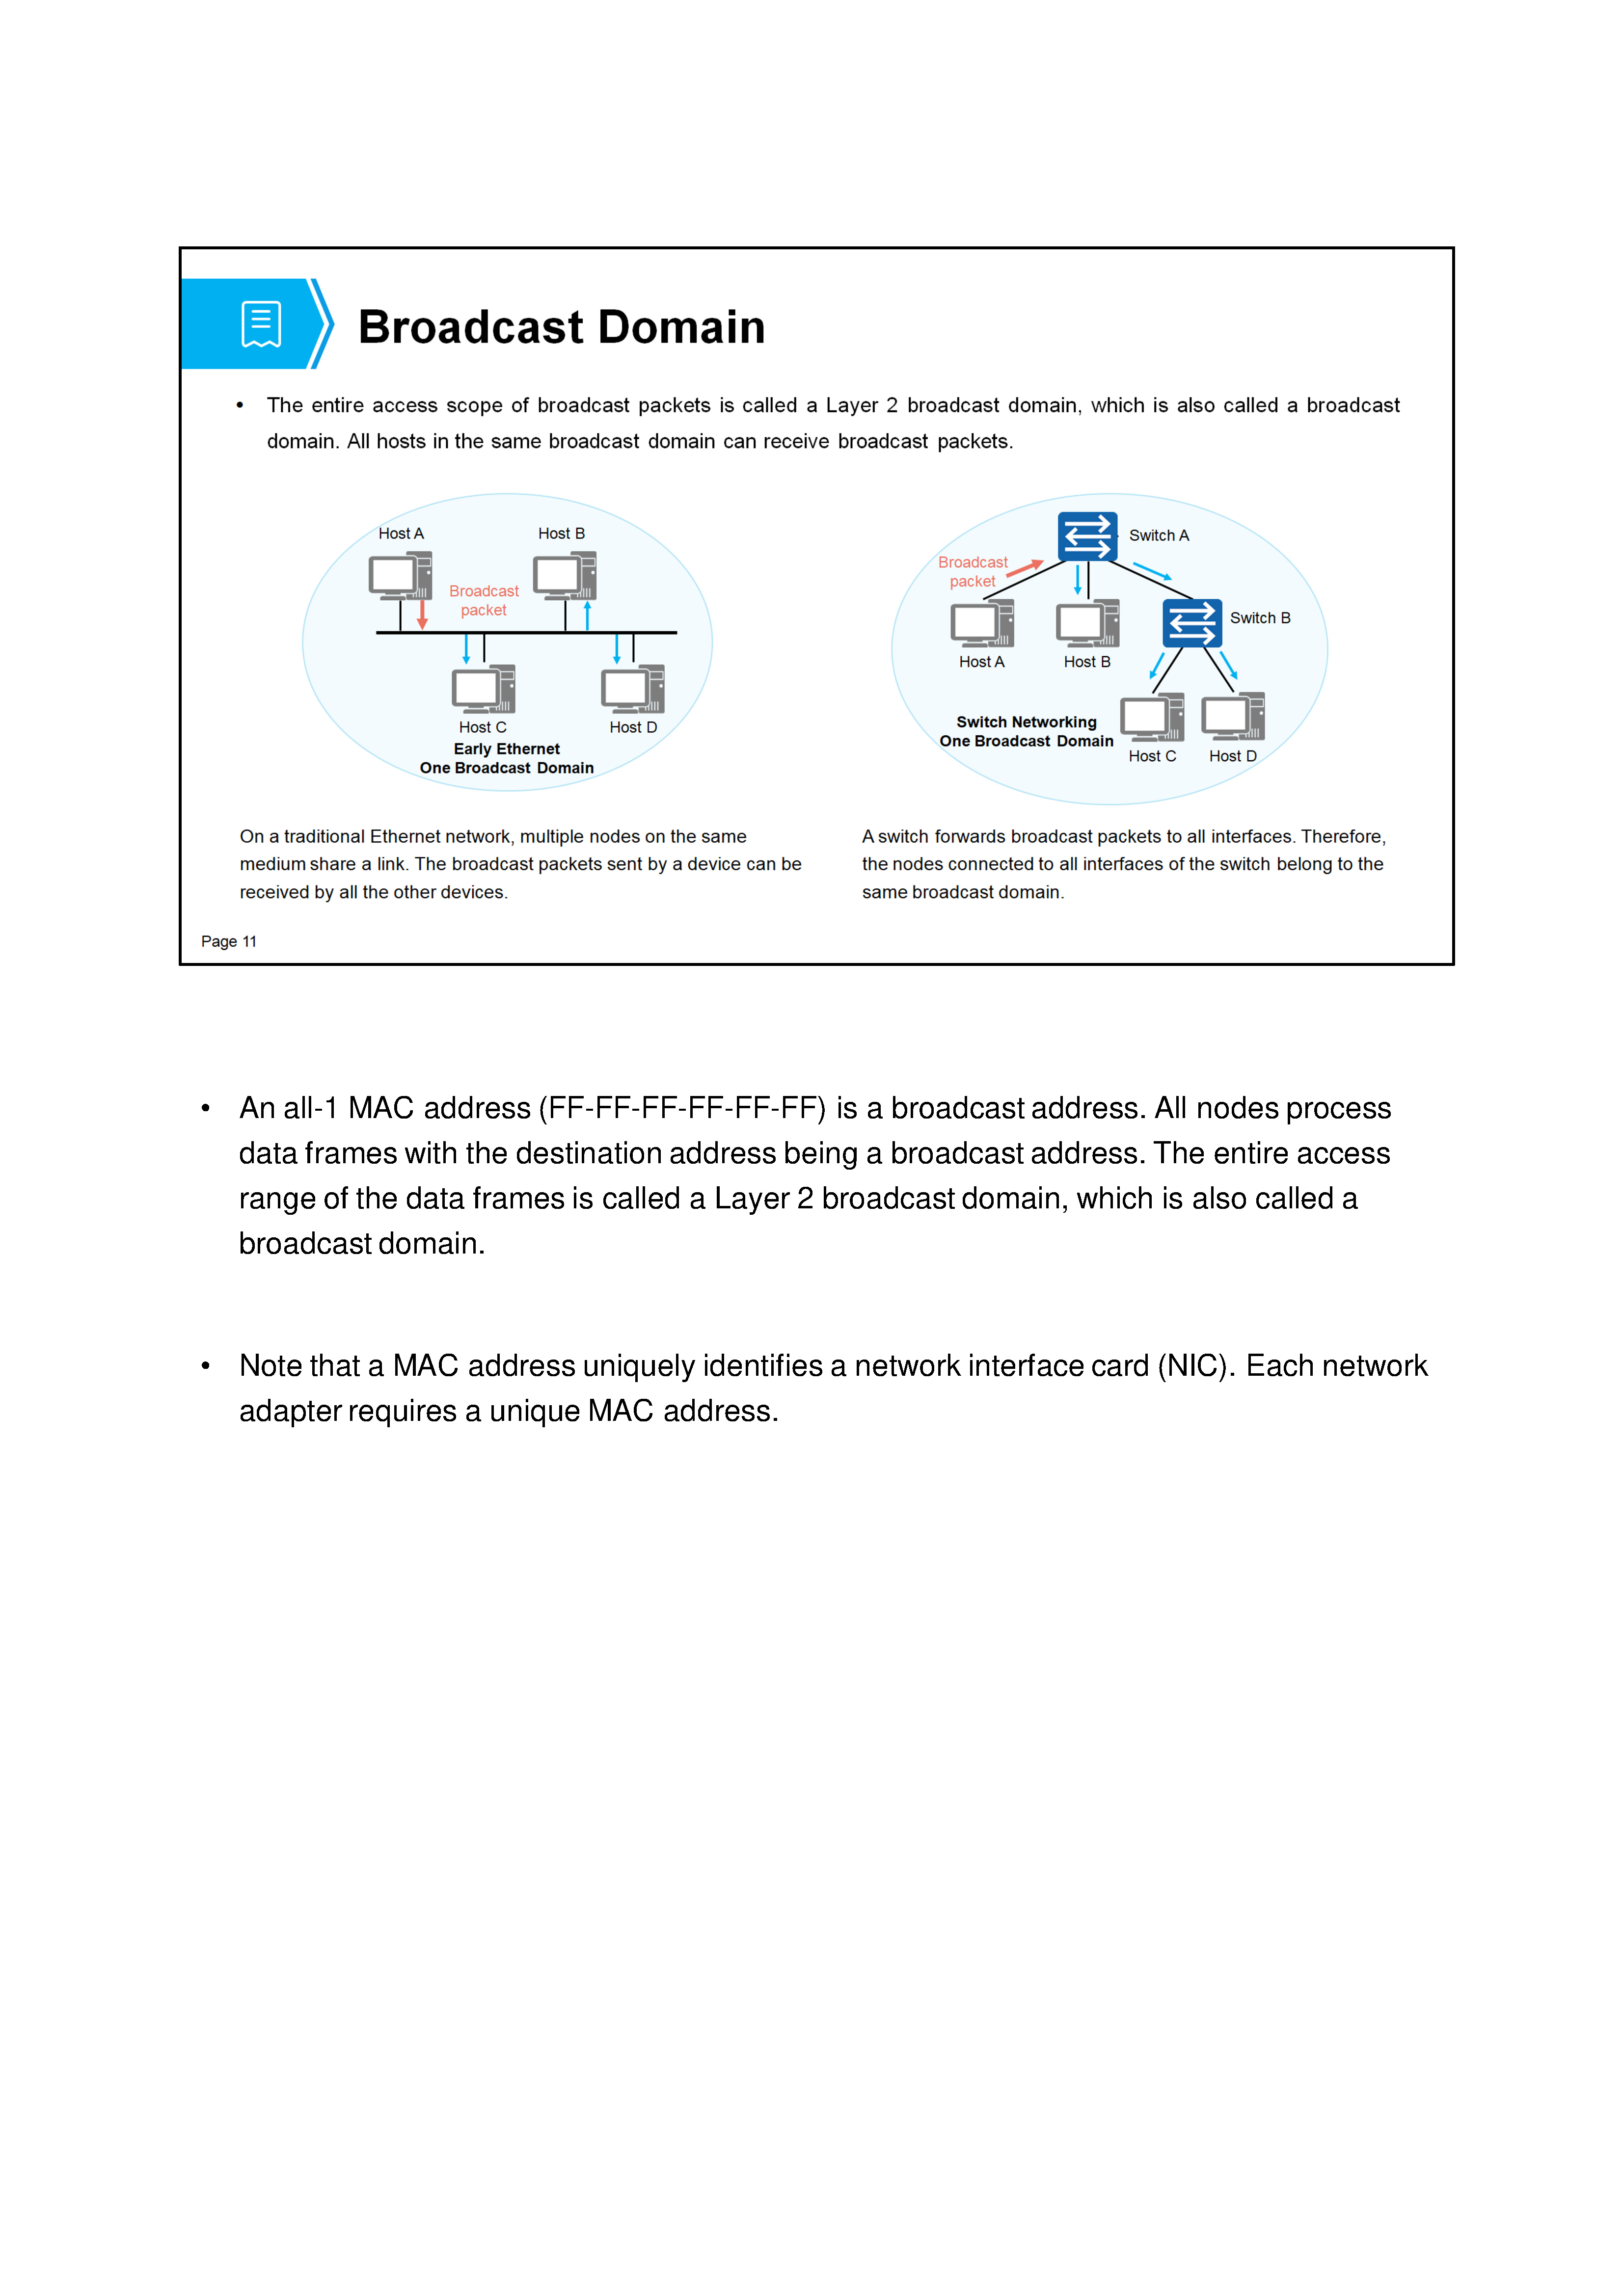 Broadcast Domain
• The entire access scope of broadcast packets is called a Layer 2 broadcast domain, which is also called a broadcast
domain. All hosts in the same broadcast domain can receive broadcast packets.
Host A
Host B
Broadcast
packet
Host C
Host D
Early Ethernet
One Broadcast Domain
Switch A
Broadcast
packet
Switch B
Host A
Host B
Switch Networking
One Broadcast Domain
Host C
Host D
On a traditional Ethernet network, multiple nodes on the same
medium share a link. The broadcast packets sent by a device can be
received by all the other devices.
A switch forwards broadcast packets to all interfaces. Therefore,
the nodes connected to all interfaces of the switch belong to the
same broadcast domain.
Page 11
• An all-1 MAC address (FF-FF-FF-FF-FF-FF) is a broadcast address. All nodes process
data frames with the destination address being a broadcast address. The entire access
range of the data frames is called a Layer 2 broadcast domain, which is also called a
broadcast domain.
• Note that a MAC address uniquely identifies a network interface card (NIC). Each network
adapter requires a unique MAC address.